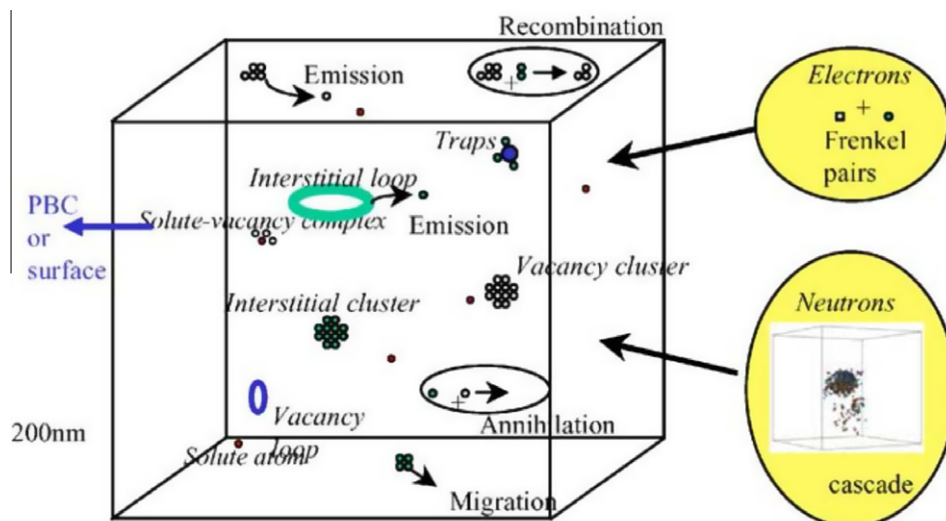 Recombination
Emission
+
Electrons
+
Frenkel
pairs
Traps
Interstitial loop
PBC
or
surface
Solute-vacancy complex
Emission
Vacancy cluster
Interstitial cluster
Neutrons
+
200nm
Vacancy
loop
Annihilation
Solute atom
cascade
Migration